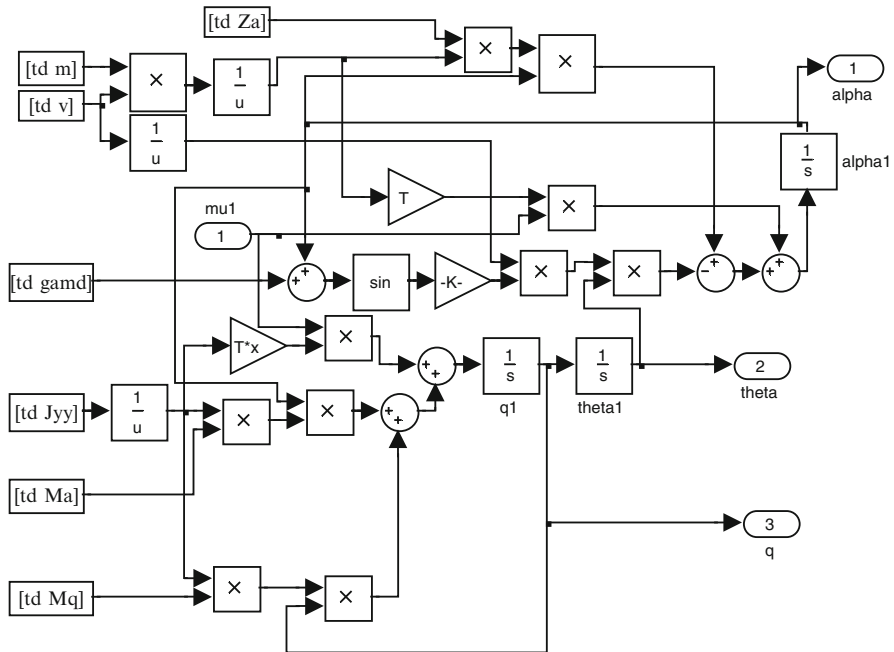 [td Za]
×
×
[td m]
×
1
u
1
alpha
[td v]
1
u
1
s
alpha1
T
×
mu1
1
[td gamd]
+
+
sin
-K-
×
×
-
+
+
T*x
×
+
+
1
s
q1
1
s
theta1
2
theta
[td Jyy]
1
u
×
×
+
+
[td Ma]
3
q
[td Mq]
×
×